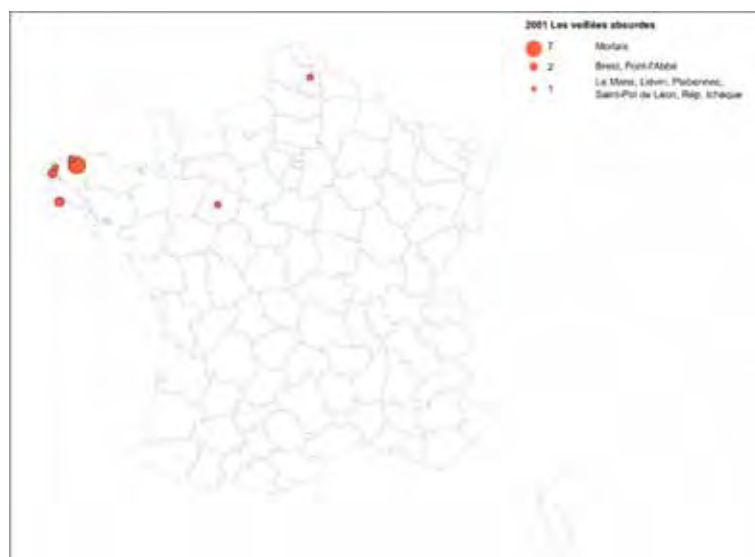 2001 Les veillées absurdes
7 Morlaix
2 Brest, Pont-l'Abbé
1 Le Mans, Liévin, Plabennec,
Saint-Pol de Léon, Rép. tchèque